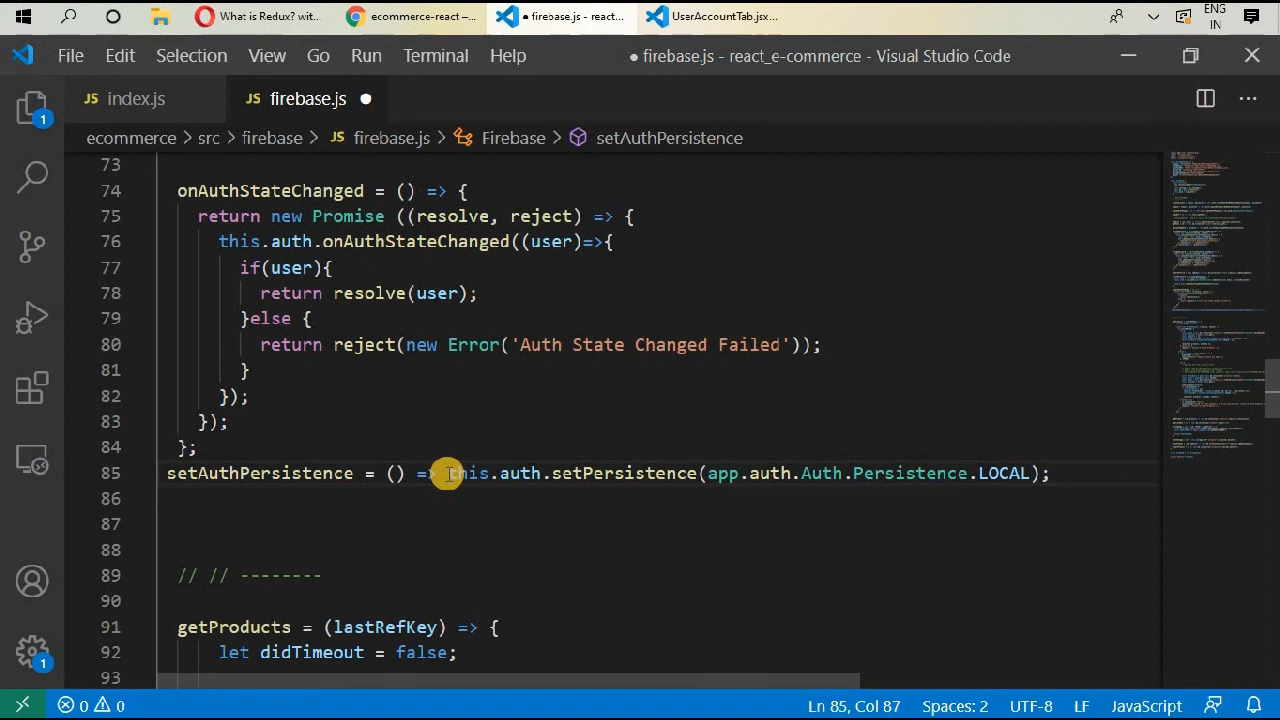 What is Redux? wit...
ecommerce-react –...
● firebase.js - react...
UserAccountTab.jsx...
ENG
IN
File Edit Selection View Go Run Terminal Help
● firebase.js - react_e-commerce - Visual Studio Code
JS index.js
JS firebase.js ●
ecommerce > src > firebase > JS firebase.js > Firebase > setAuthPersistence
73
74 onAuthStateChanged = () => {
75 return new Promise ((resolve, reject) => {
76 this.auth.onAuthStateChanged((user)=>{
77 if(user){
78 return resolve(user);
79 }else {
80 return reject(new Error('Auth State Changed Failed'));
81 }
82 });
83 });
84 };
85 setAuthPersistence = () => this.auth.setPersistence(app.auth.Auth.Persistence.LOCAL);
86
87
88
89 // // --------
90
91 getProducts = (lastRefKey) => {
92 let didTimeout = false;
93
1
1
0 0
Ln 85, Col 87 Spaces: 2 UTF-8 LF JavaScript